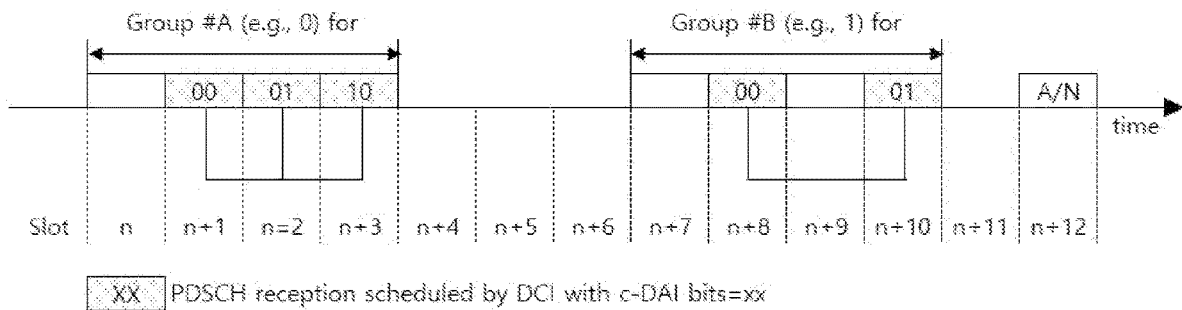 Group #A (e.g., 0) for Group #B (e.g., 1) for
00 01 10 00 01 A/N
time
Slot n n+1 n=2 n+3 n+4 n+5 n+6 n+7 n+8 n+9 n+10 n+11 n+12
XX PDSCH reception scheduled by DCI with c-DAI bits=xx